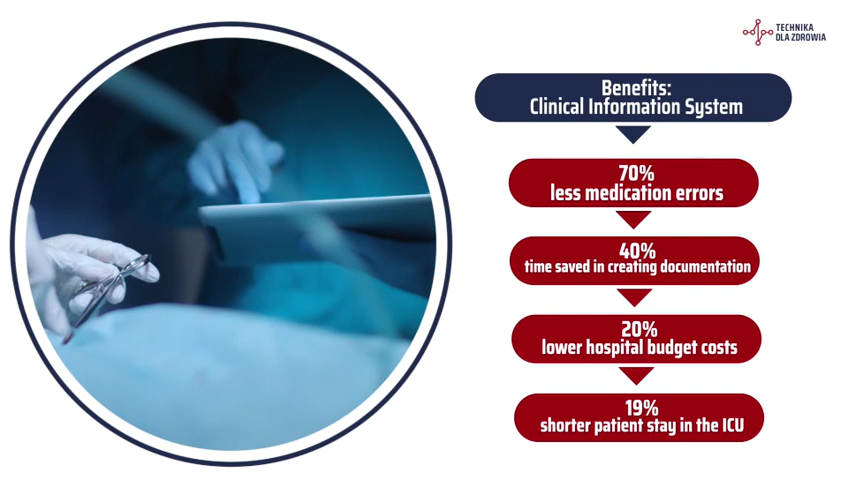 TECHNIKA
DLA ZDROWIA
Benefits:
Clinical Information System
70%
less medication errors
40%
time saved in creating documentation
20%
lower hospital budget costs
19%
shorter patient stay in the ICU